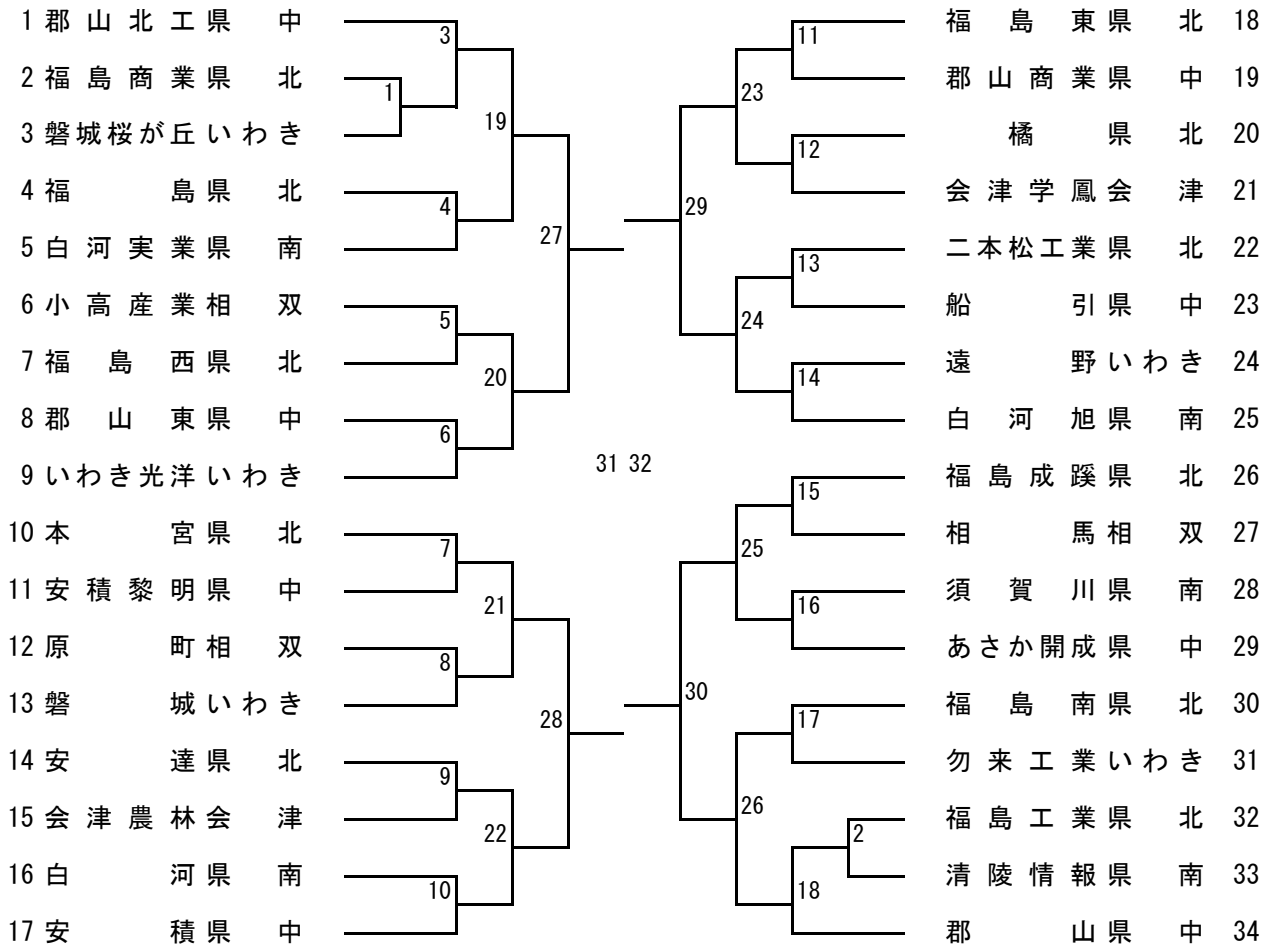 1 郡山北工 県中
2 福島商業 県北
3 磐城桜が丘 いわき
4 福島 県北
5 白河実業 県南
6 小高産業 相双
7 福島西 県北
8 郡山東 県中
9 いわき光洋 いわき
10 本宮 県北
11 安積黎明 県中
12 原町 相双
13 磐城 いわき
14 安達 県北
15 会津農林 会津
16 白河 県南
17 安積 県中
3
1
19
4
27
5
20
6
7
21
8
28
9
22
10
31 32
11
23
12
29
13
24
14
15
25
16
30
17
26
2
18
福島東 県北 18
郡山商業 県中 19
橘 県北 20
会津学鳳 会津 21
二本松工業 県北 22
船引 県中 23
遠野 いわき 24
白河旭 県南 25
福島成蹊 県北 26
相馬 相双 27
須賀川 県南 28
あさか開成 県中 29
福島南 県北 30
勿来工業 いわき 31
福島工業 県北 32
清陵情報 県南 33
郡山 県中 34